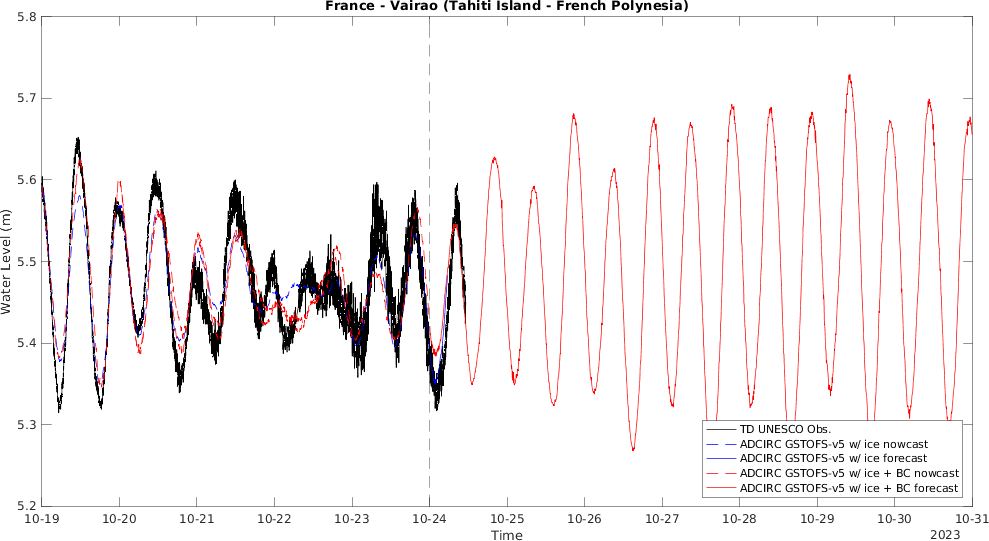 France - Vairao (Tahiti Island - French Polynesia)
5.8
5.7
5.6
5.5
5.4
5.3
5.2
Water Level (m)
10-19 10-20 10-21 10-22 10-23 10-24 10-25 10-26 10-27 10-28 10-29 10-30 10-31
Time
2023
TD UNESCO Obs.
ADCIRC GSTOFS-v5 w/ ice nowcast
ADCIRC GSTOFS-v5 w/ ice forecast
ADCIRC GSTOFS-v5 w/ ice + BC nowcast
ADCIRC GSTOFS-v5 w/ ice + BC forecast